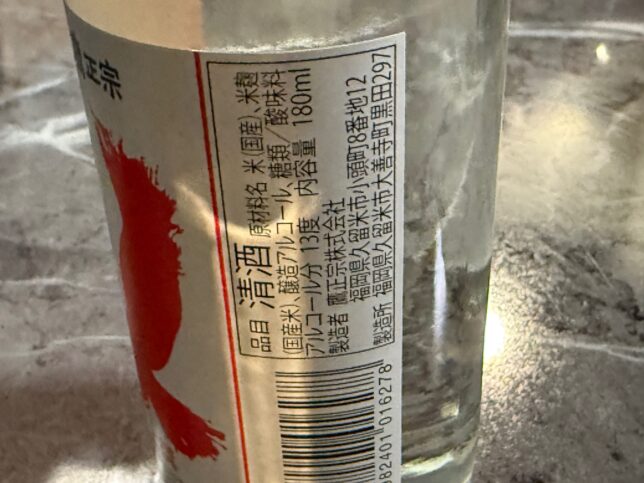 正宗
品目 清酒 原材料名 米(国産)、米麹
(国産米)、醸造アルコール、糖類/酸味料
アルコール分 13度 内容量 180ml
製造者 鷹正宗株式会社
福岡県久留米市小頭町8番地12
製造所 福岡県久留米市大善寺町黒田297
982401 016278